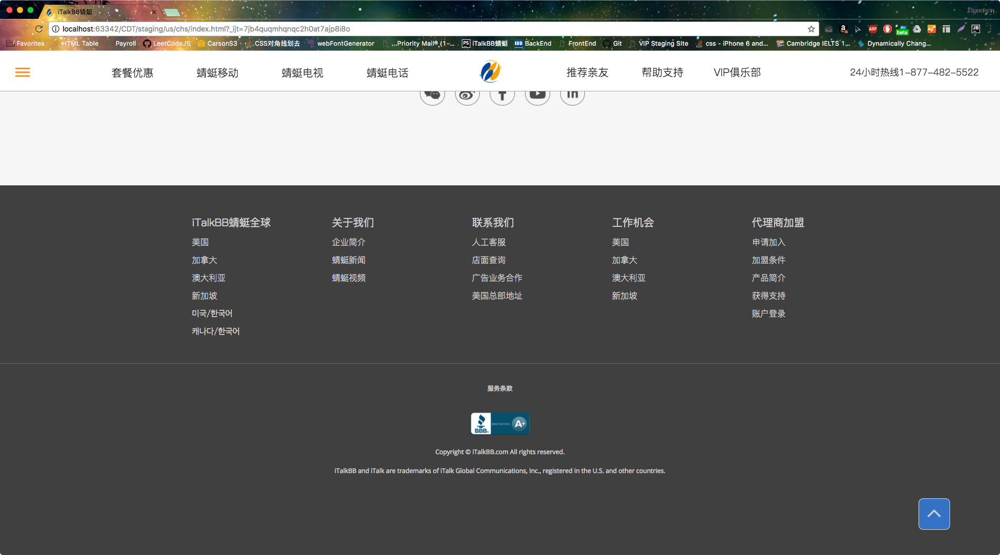 iTalkBB蜻蜓
localhost:63342/CDT/staging/us/chs/index.html?_ijt=7jb4quqmhqnqc2h0at7ajp8i8o
Favorites HTML Table Payroll LeetCodeJS CarsonS3 CSS对角线划去 webFontGenerator ...Priority Mail® (1-... iTalkBB蜻蜓 BackEnd FrontEnd Git VIP Staging SIte css - iPhone 6 and... Cambridge IELTS 1... Dynamically Chang...
套餐优惠 蜻蜓移动 蜻蜓电视 蜻蜓电话 推荐亲友 帮助支持 VIP俱乐部 24小时热线1-877-482-5522
iTalkBB蜻蜓全球
美国
加拿大
澳大利亚
新加坡
미국/한국어
캐나다/한국어
关于我们
企业简介
蜻蜓新闻
蜻蜓视频
联系我们
人工客服
店面查询
广告业务合作
美国总部地址
工作机会
美国
加拿大
澳大利亚
新加坡
代理商加盟
申请加入
加盟条件
产品简介
获得支持
账户登录
服务条款
BBB. BBB RATING A+
Copyright © iTalkBB.com All rights reserved.
iTalkBB and iTalk are trademarks of iTalk Global Communications, Inc., registered in the U.S. and other countries.